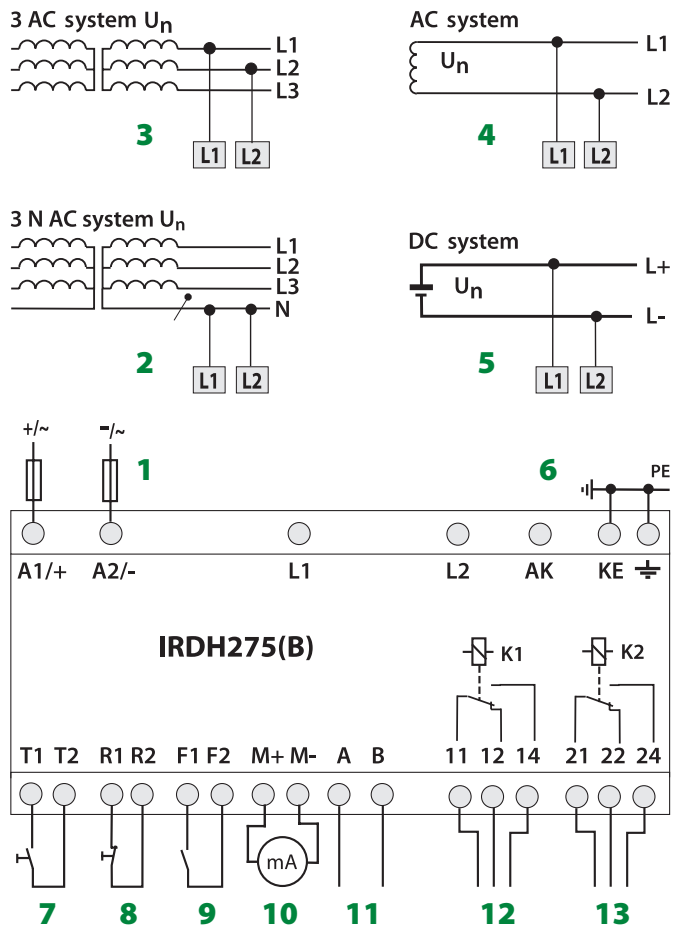 3 AC system Un
L1
L2
L3
3
L1 L2
AC system
Un
L1
L2
4
L1 L2
3 N AC system Un
L1
L2
L3
N
2
L1 L2
DC system
Un
L+
L-
5
L1 L2
+/~ -/~
1 6 PE
A1/+ A2/- L1 L2 AK KE
IRDH275(B) K1 K2
T1 T2 R1 R2 F1 F2 M+ M- A B 11 12 14 21 22 24
mA
7 8 9 10 11 12 13